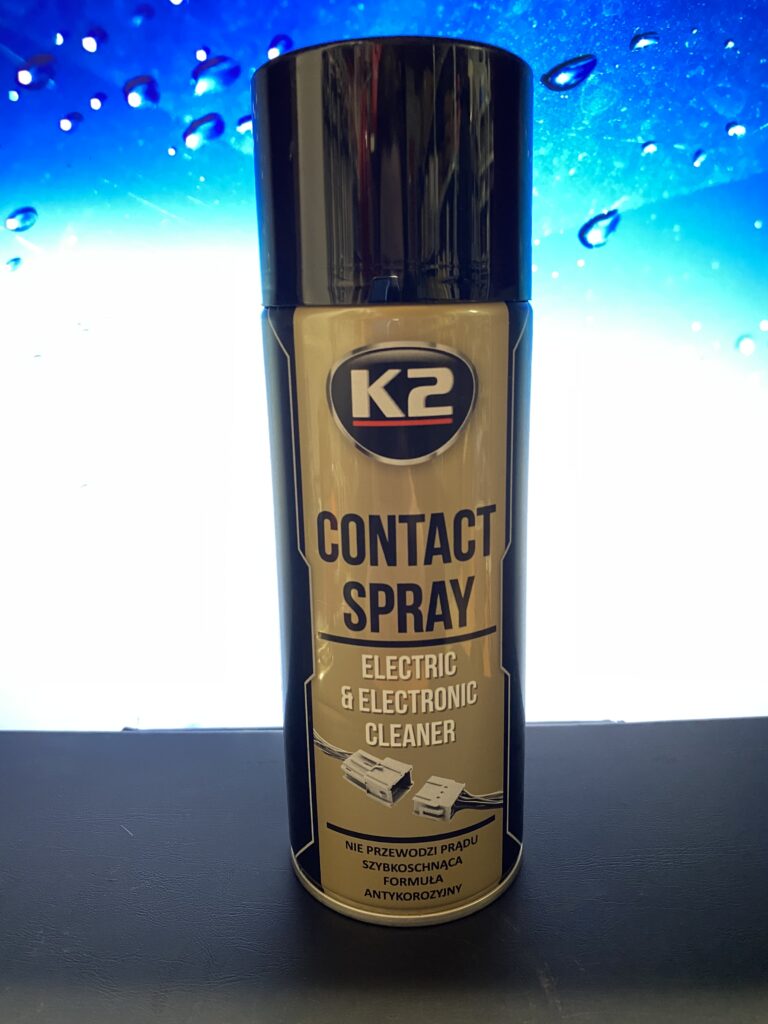 K2
CONTACT
SPRAY
ELECTRIC
& ELECTRONIC
CLEANER
NIE PRZEWODZI PRĄDU
SZYBKOSCHNĄCA
FORMUŁA
ANTYKOROZYJNY